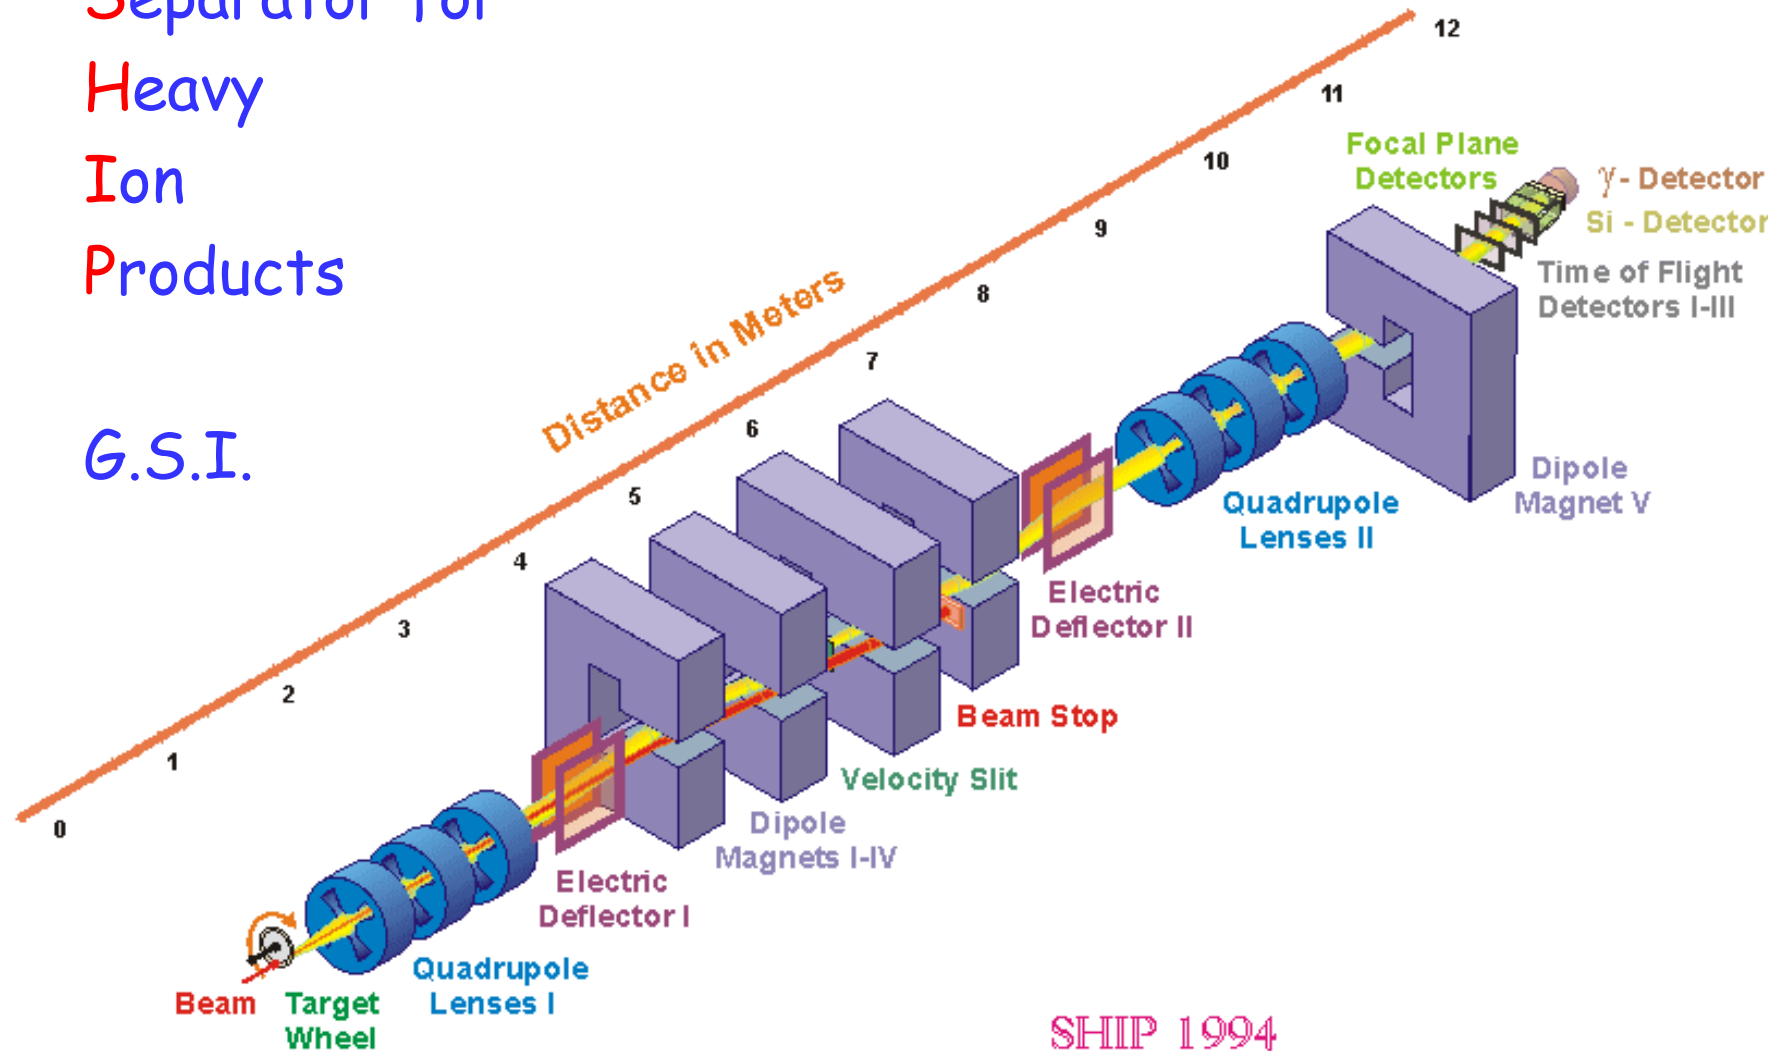 Separator for
Heavy
Ion
Products
G.S.I.
Distance in Meters
0
1
2
3
4
5
6
7
8
9
10
11
12
Focal Plane
Detectors
γ- Detector
Si - Detector
Time of Flight
Detectors I-III
Dipole
Magnet V
Quadrupole
Lenses II
Electric
Deflector II
Beam Stop
Velocity Slit
Dipole
Magnets I-IV
Electric
Deflector I
Quadrupole
Lenses I
Beam
Target
Wheel
SHIP 1994